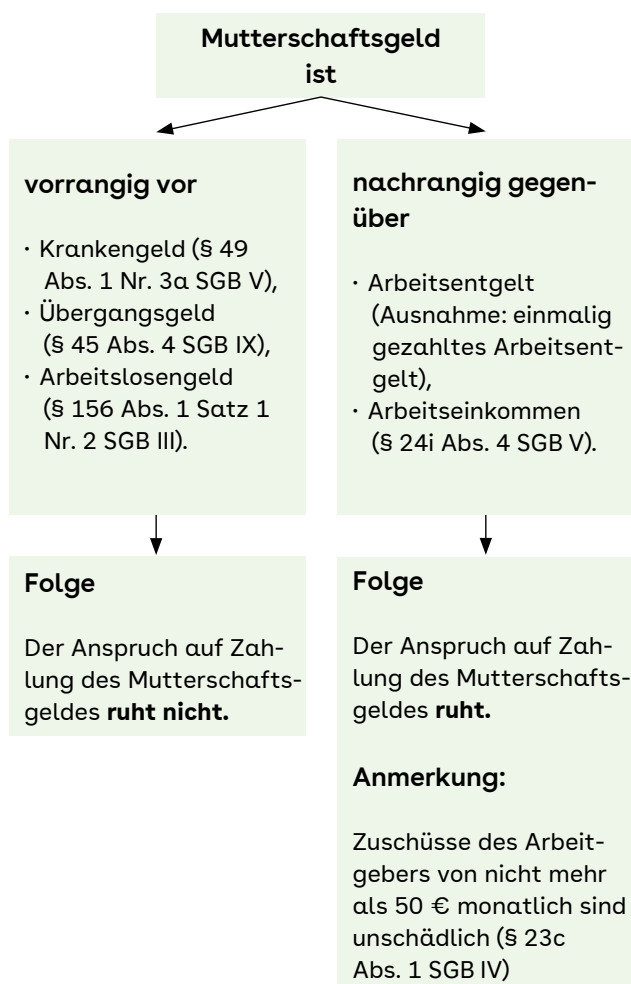 Mutterschaftsgeld
ist
vorrangig vor
· Krankengeld (§ 49
Abs. 1 Nr. 3a SGB V),
· Übergangsgeld
(§ 45 Abs. 4 SGB IX),
· Arbeitslosengeld
(§ 156 Abs. 1 Satz 1
Nr. 2 SGB III).
Folge
Der Anspruch auf Zah-
lung des Mutterschafts-
geldes ruht nicht.
nachrangig gegen-
über
· Arbeitsentgelt
(Ausnahme: einmalig
gezahltes Arbeitsent-
gelt),
· Arbeitseinkommen
(§ 24i Abs. 4 SGB V).
Folge
Der Anspruch auf Zah-
lung des Mutterschafts-
geldes ruht.
Anmerkung:
Zuschüsse des Arbeit-
gebers von nicht mehr
als 50 € monatlich sind
unschädlich (§ 23c
Abs. 1 SGB IV)